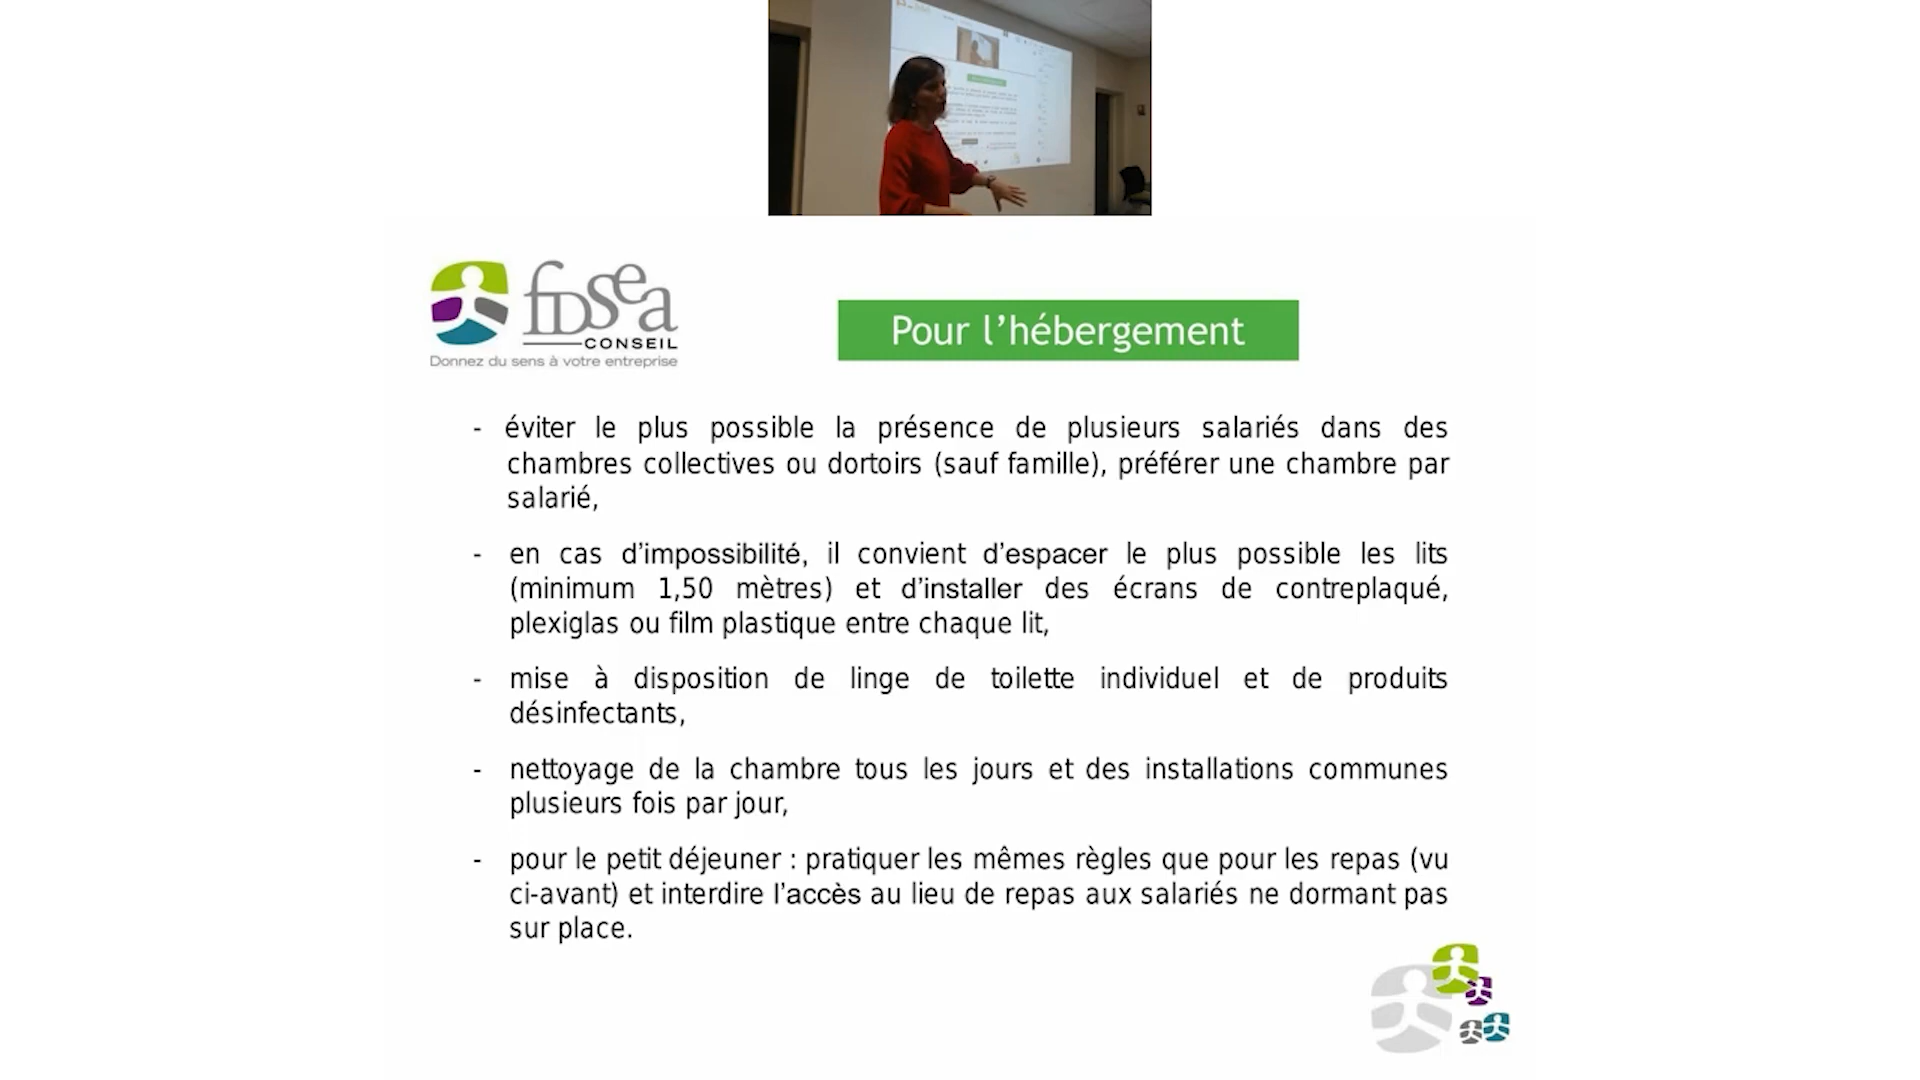 fdsea
CONSEIL
Donnez du sens à votre entreprise
Pour l’hébergement
- éviter le plus possible la présence de plusieurs salariés dans des
chambres collectives ou dortoirs (sauf famille), préférer une chambre par
salarié,
- en cas d’impossibilité, il convient d’espacer le plus possible les lits
(minimum 1,50 mètres) et d’installer des écrans de contreplaqué,
plexiglas ou film plastique entre chaque lit,
- mise à disposition de linge de toilette individuel et de produits
désinfectants,
- nettoyage de la chambre tous les jours et des installations communes
plusieurs fois par jour,
- pour le petit déjeuner : pratiquer les mêmes règles que pour les repas (vu
ci-avant) et interdire l’accès au lieu de repas aux salariés ne dormant pas
sur place.